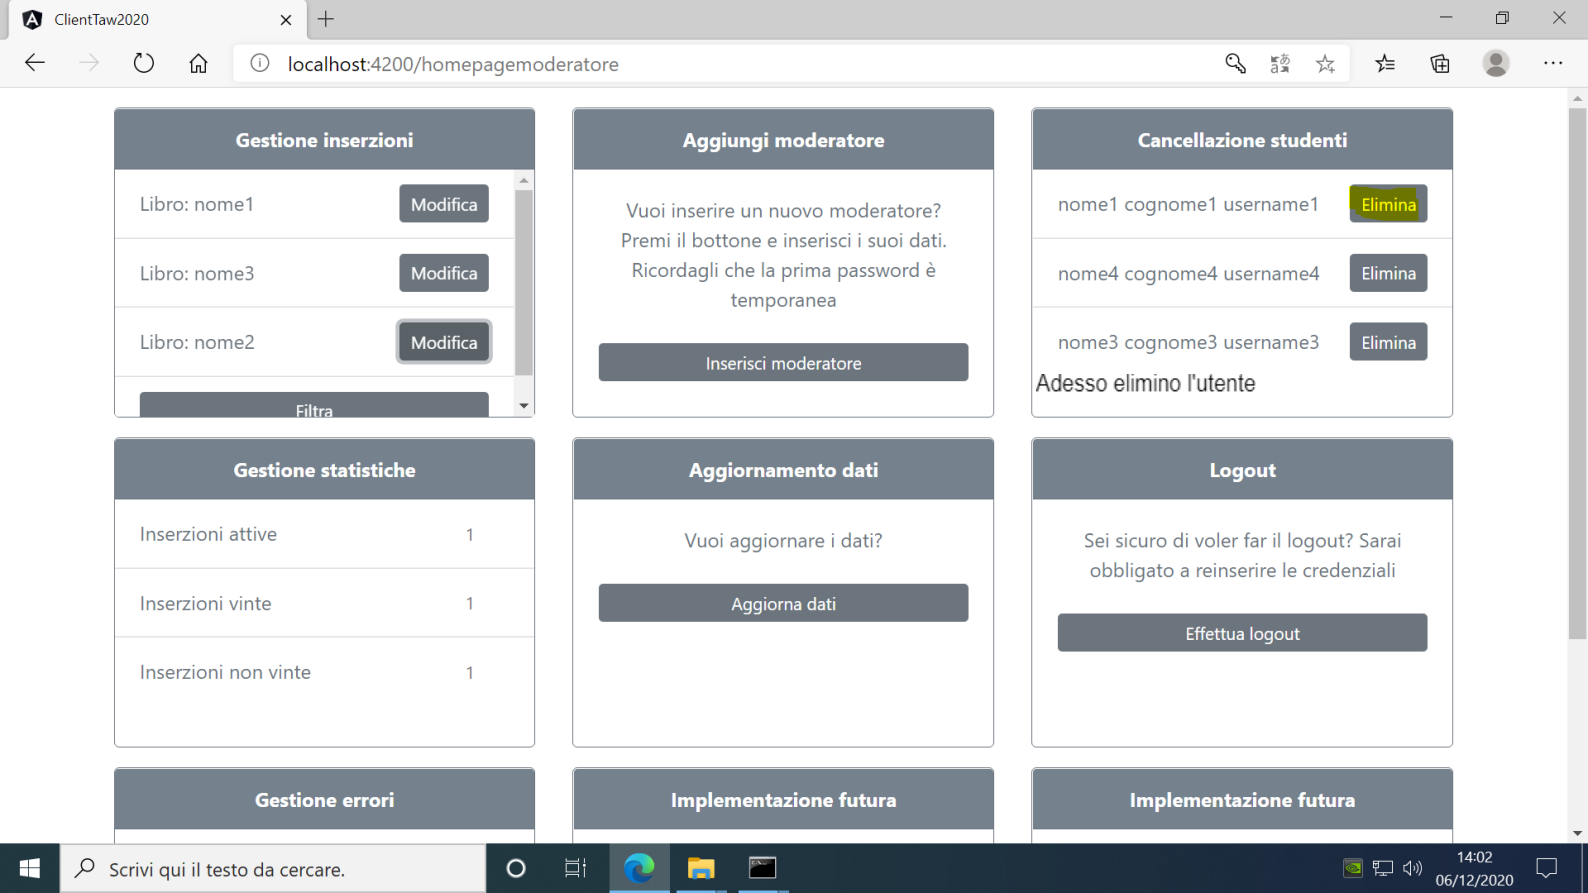 ClientTaw2020
localhost:4200/homepagemoderatore
Gestione inserzioni
Libro: nome1
Modifica
Libro: nome3
Modifica
Libro: nome2
Modifica
Filtra
Aggiungi moderatore
Vuoi inserire un nuovo moderatore?
Premi il bottone e inserisci i suoi dati.
Ricordagli che la prima password è
temporanea
Inserisci moderatore
Cancellazione studenti
nome1 cognome1 username1
Elimina
nome4 cognome4 username4
Elimina
nome3 cognome3 username3
Elimina
Adesso elimino l'utente
Gestione statistiche
Inserzioni attive 1
Inserzioni vinte 1
Inserzioni non vinte 1
Aggiornamento dati
Vuoi aggiornare i dati?
Aggiorna dati
Logout
Sei sicuro di voler far il logout? Sarai
obbligato a reinserire le credenziali
Effettua logout
Gestione errori
Implementazione futura
Implementazione futura
Scrivi qui il testo da cercare.
14:02
06/12/2020